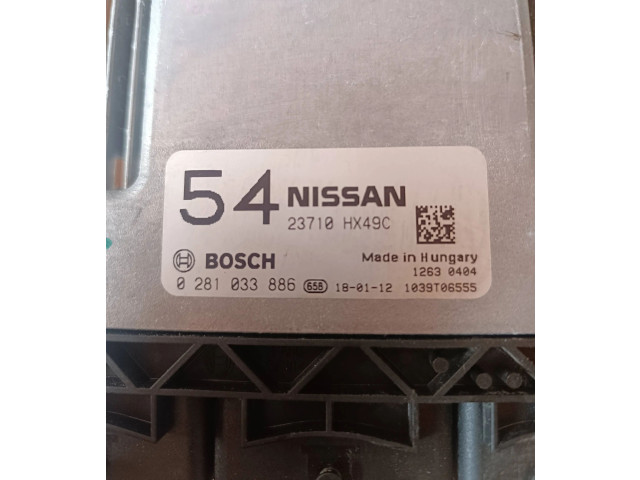 54 NISSAN
23710 HX49C
BOSCH
Made in Hungary
1263 0404
0 281 033 886 658 18-01-12 1039T06555